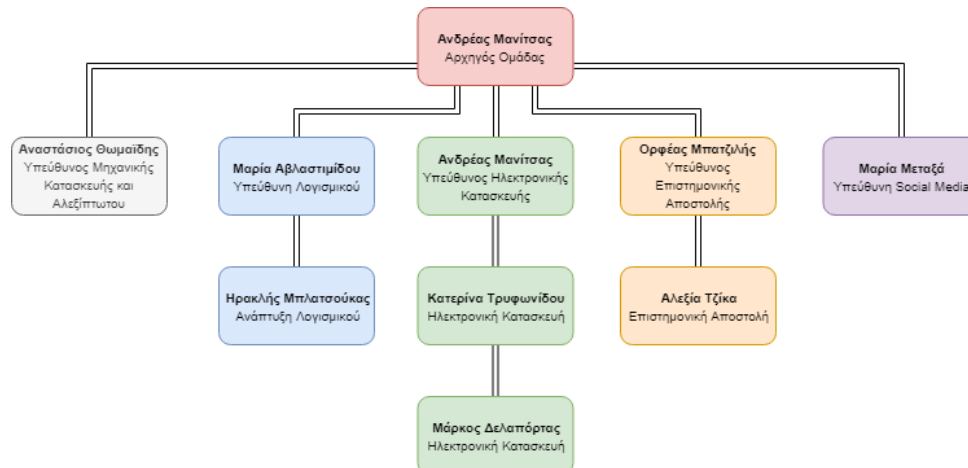 Ανδρέας Μανίτσας
Αρχηγός Ομάδας
Αναστάσιος Θωμαΐδης
Υπεύθυνος Μηχανικής
Κατασκευής και
Αλεξίπτωτου
Μαρία Αβλαστιμίδου
Υπεύθυνη Λογισμικού
Ανδρέας Μανίτσας
Υπεύθυνος Ηλεκτρονικής
Κατασκευής
Ορφέας Μπατζιλής
Υπεύθυνος
Επιστημονικής
Αποστολής
Μαρία Μεταξά
Υπεύθυνη Social Media
Ηρακλής Μπλατσούκας
Ανάπτυξη Λογισμικού
Κατερίνα Τρυφωνίδου
Ηλεκτρονική Κατασκευή
Αλεξία Τζίκα
Επιστημονική Αποστολή
Μάρκος Δελαπόρτας
Ηλεκτρονική Κατασκευή